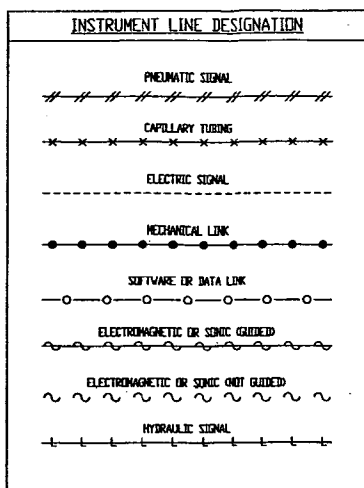 INSTRUMENT LINE DESIGNATION
PNEUMATIC SIGNAL
CAPILLARY TUBING
ELECTRIC SIGNAL
MECHANICAL LINK
SOFTWARE OR DATA LINK
ELECTROMAGNETIC OR SONIC (GUIDED)
ELECTROMAGNETIC OR SONIC (NOT GUIDED)
HYDRAULIC SIGNAL